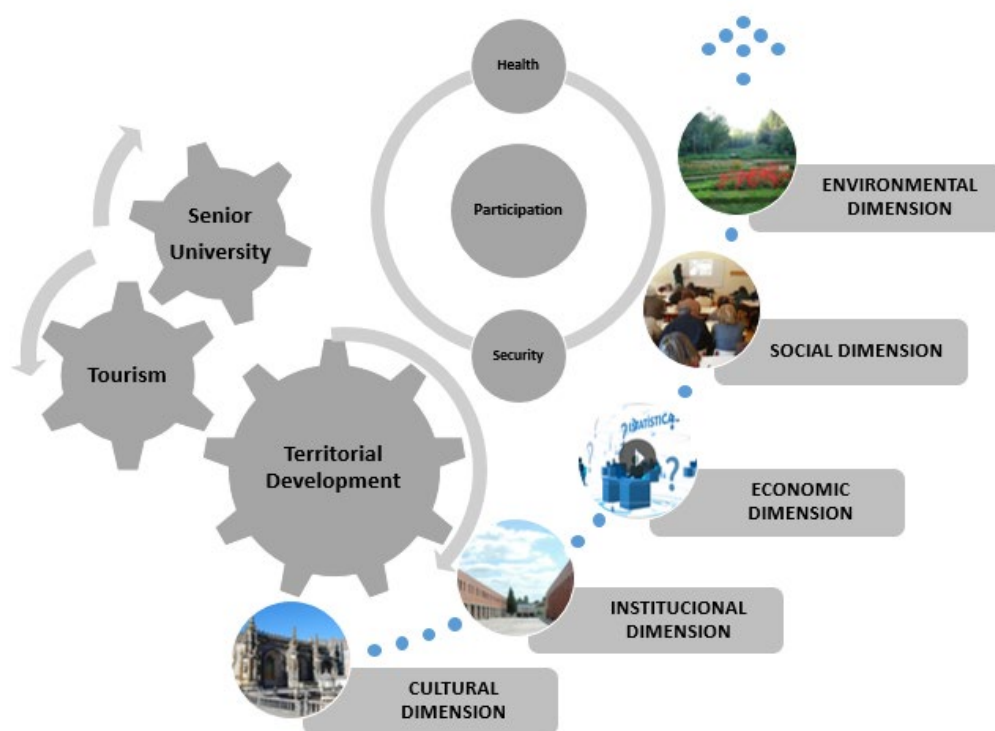 Health
Participation
Security
Senior
University
Tourism
Territorial
Development
ENVIRONMENTAL
DIMENSION
SOCIAL DIMENSION
ECONOMIC
DIMENSION
INSTITUCIONAL
DIMENSION
CULTURAL
DIMENSION